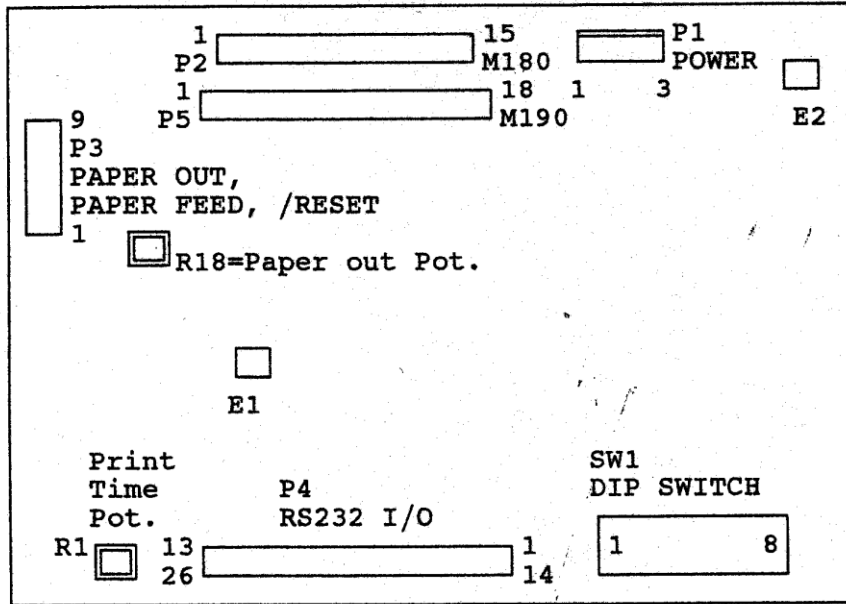 1 15 P1
P2 M180 POWER
1 18 1 3
P5 M190 E2
9
P3
PAPER OUT,
PAPER FEED, /RESET
1
R18=Paper out Pot.
E1
Print
Time
Pot.
R1
P4
RS232 I/O
13 1
26 14
SW1
DIP SWITCH
1 8